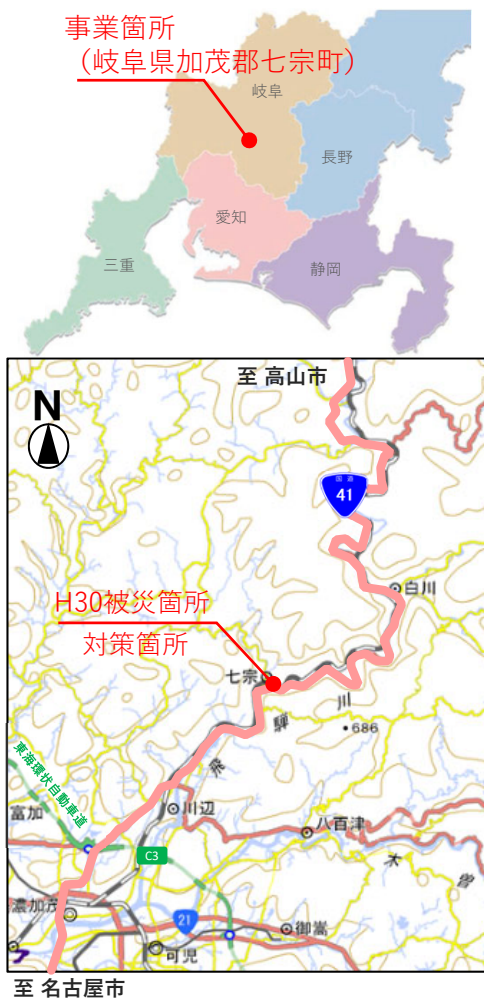 事業箇所
（岐阜県加茂郡七宗町）
岐阜
長野
愛知
三重
静岡
至 高山市
N
国道
41
白川
H30被災箇所
対策箇所
七宗
飛騨川
・686
東海環状自動車道
富加
川辺
八百津
C3
木曽
濃加茂
21
御嵩
可児
至 名古屋市